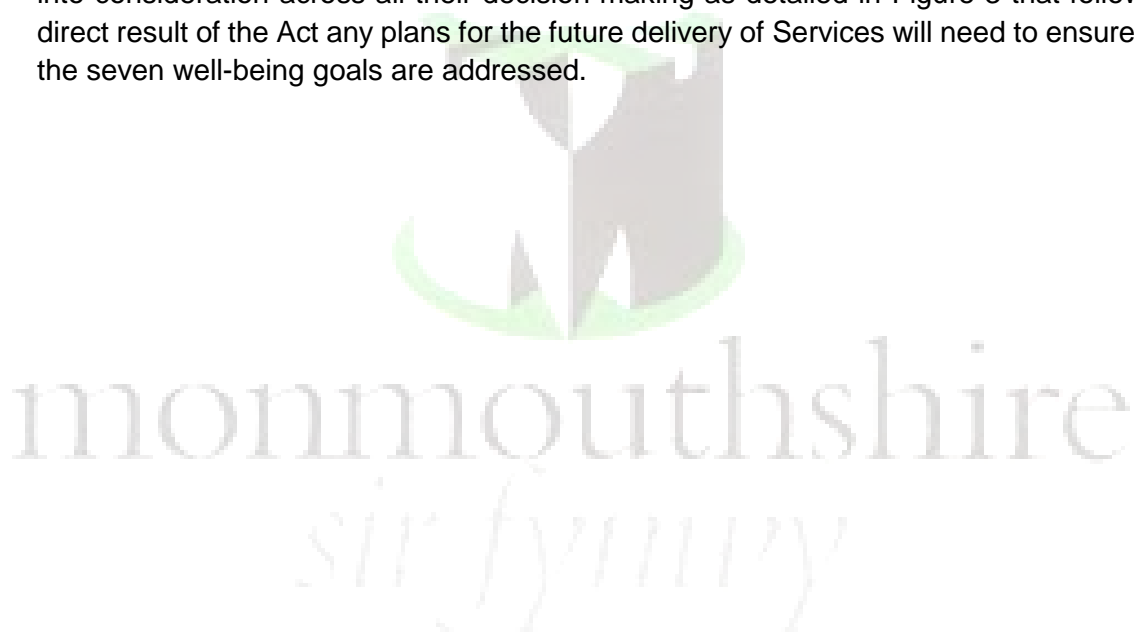 direct result of the Act any plans for the future delivery of Services will need to ensure
the seven well-being goals are addressed.
monmouthshire
sir fynwy